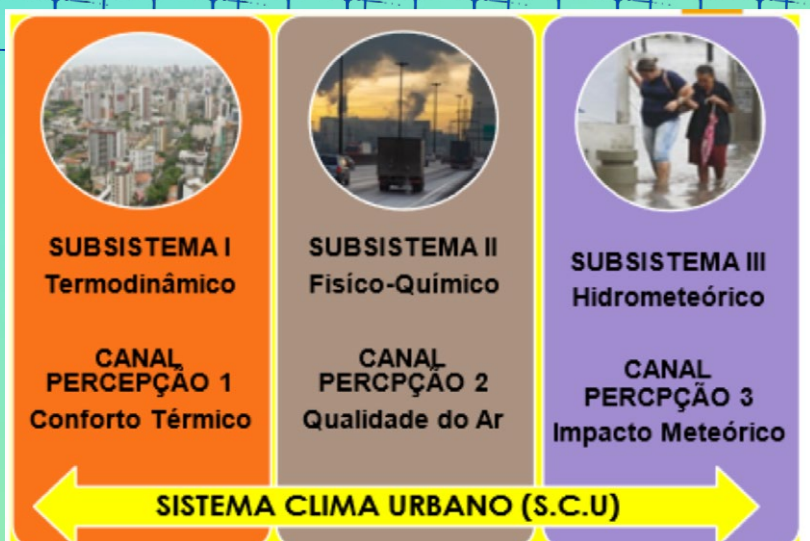 SUBSISTEMA I
Termodinâmico
CANAL
PERCEPÇÃO 1
Conforto Térmico
SUBSISTEMA II
Fisíco-Químico
CANAL
PERCPÇÃO 2
Qualidade do Ar
SUBSISTEMA III
Hidrometeórico
CANAL
PERCPÇÃO 3
Impacto Meteórico
SISTEMA CLIMA URBANO (S.C.U)